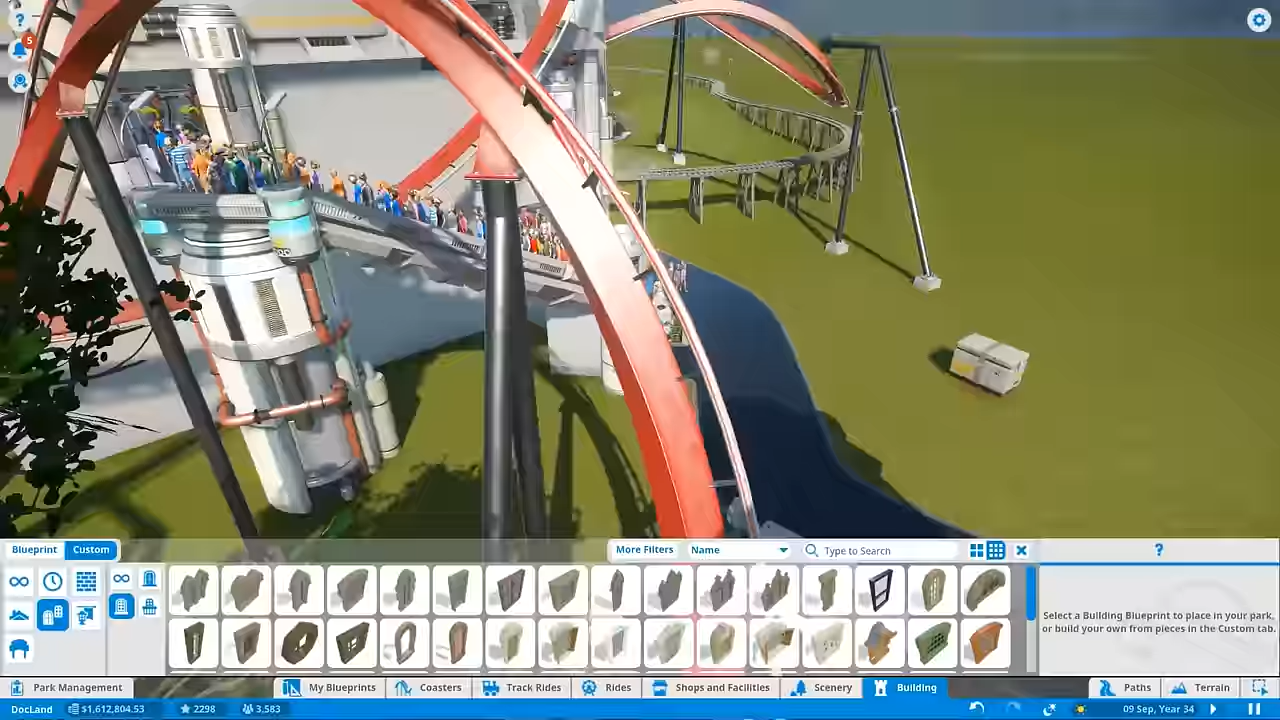 ?
5
Blueprint Custom More Filters Name Type to Search ?
Select a Building Blueprint to place in your park,
or build your own from pieces in the Custom tab.
Park Management My Blueprints Coasters Track Rides Rides Shops and Facilities Scenery Building Paths Terrain
DocLand $1,612,804.53 2298 3,583 09 Sep, Year 34